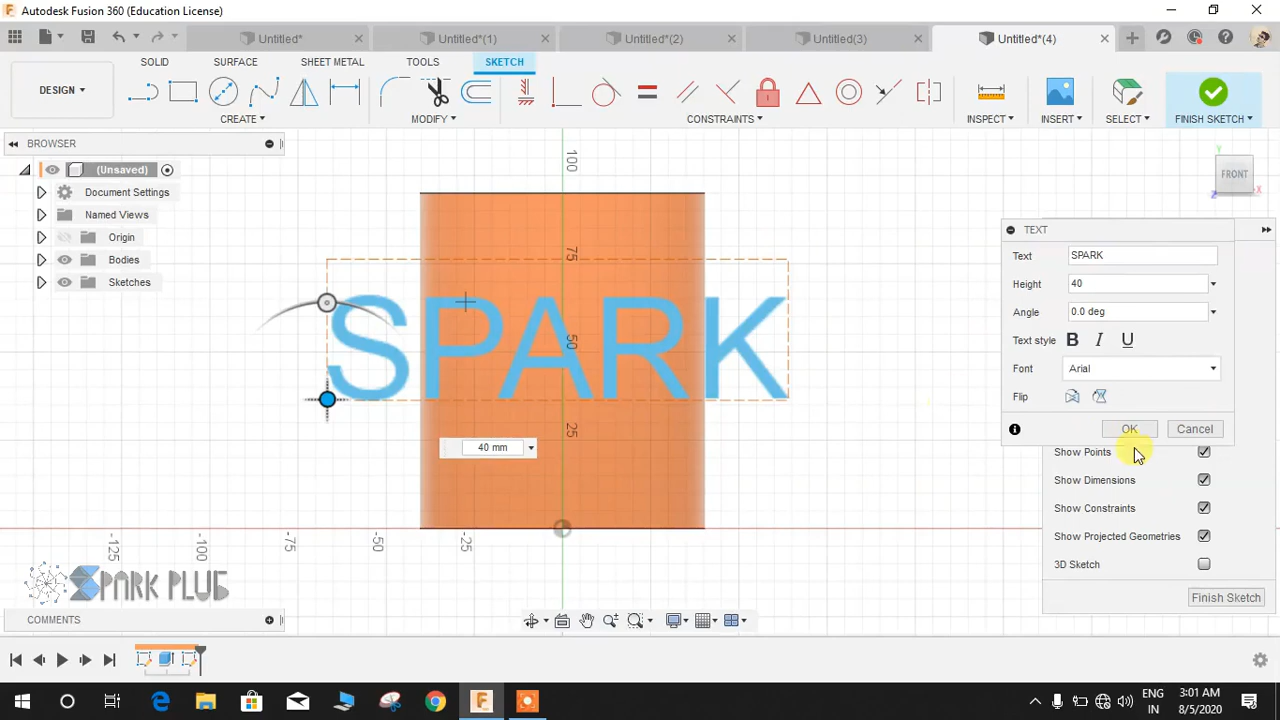 Autodesk Fusion 360 (Education License)
Untitled*
Untitled*(1)
Untitled*(2)
Untitled(3)
Untitled*(4)
SOLID
SURFACE
SHEET METAL
TOOLS
SKETCH
DESIGN
CREATE
MODIFY
CONSTRAINTS
INSPECT
INSERT
SELECT
FINISH SKETCH
BROWSER
(Unsaved)
Document Settings
Named Views
Origin
Bodies
Sketches
100
75
50
25
-125
-100
-75
-50
-25
SPARK
40 mm
Y
FRONT
X
Z
TEXT
Text SPARK
Height 40
Angle 0.0 deg
Text style B I U
Font Arial
Flip
OK Cancel
Show Points
Show Dimensions
Show Constraints
Show Projected Geometries
3D Sketch
Finish Sketch
SPARK PLUG
COMMENTS
ENG
IN
3:01 AM
8/5/2020